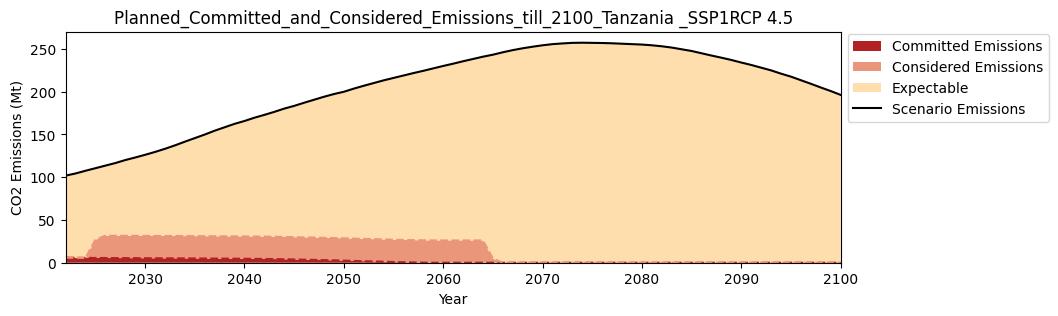 Planned_Committed_and_Considered_Emissions_till_2100_Tanzania _SSP1RCP 4.5
Committed Emissions
Considered Emissions
Expectable
Scenario Emissions
CO2 Emissions (Mt)
250
200
150
100
50
0
2030 2040 2050 2060 2070 2080 2090 2100
Year